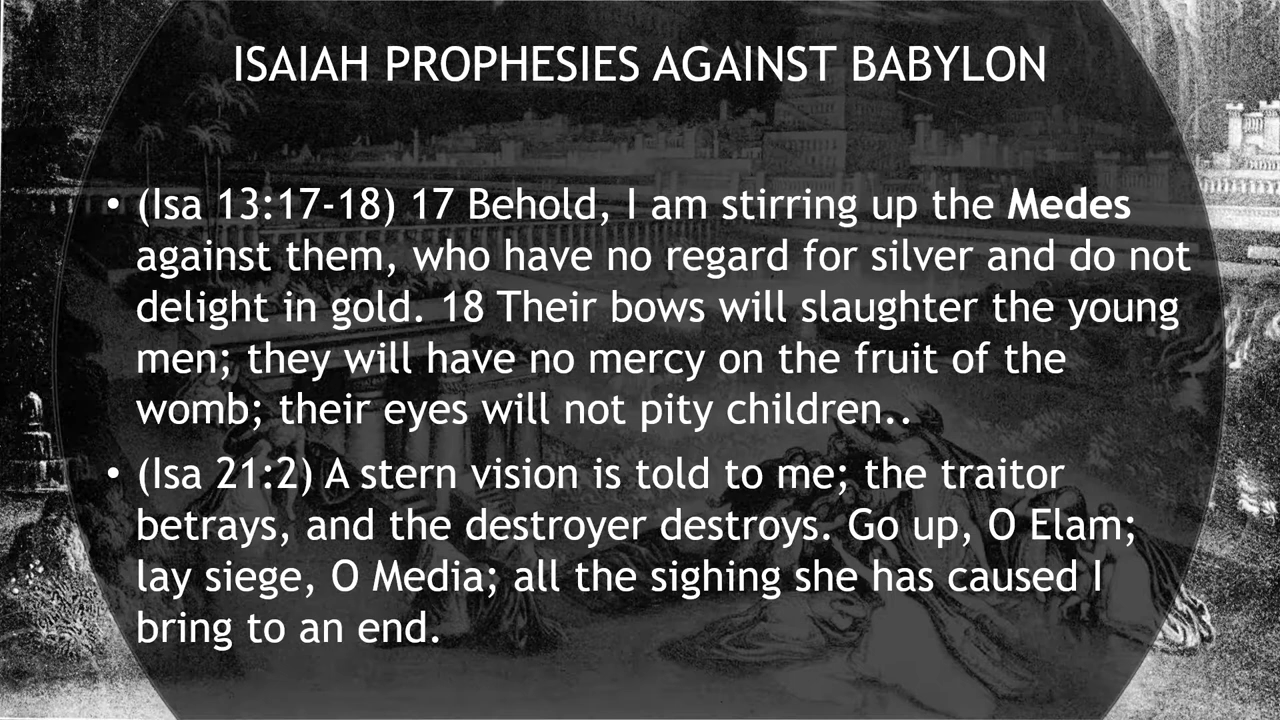 ISAIAH PROPHESIES AGAINST BABYLON
• (Isa 13:17-18) 17 Behold, I am stirring up the Medes
against them, who have no regard for silver and do not
delight in gold. 18 Their bows will slaughter the young
men; they will have no mercy on the fruit of the
womb; their eyes will not pity children..
• (Isa 21:2) A stern vision is told to me; the traitor
betrays, and the destroyer destroys. Go up, O Elam;
lay siege, O Media; all the sighing she has caused I
bring to an end.